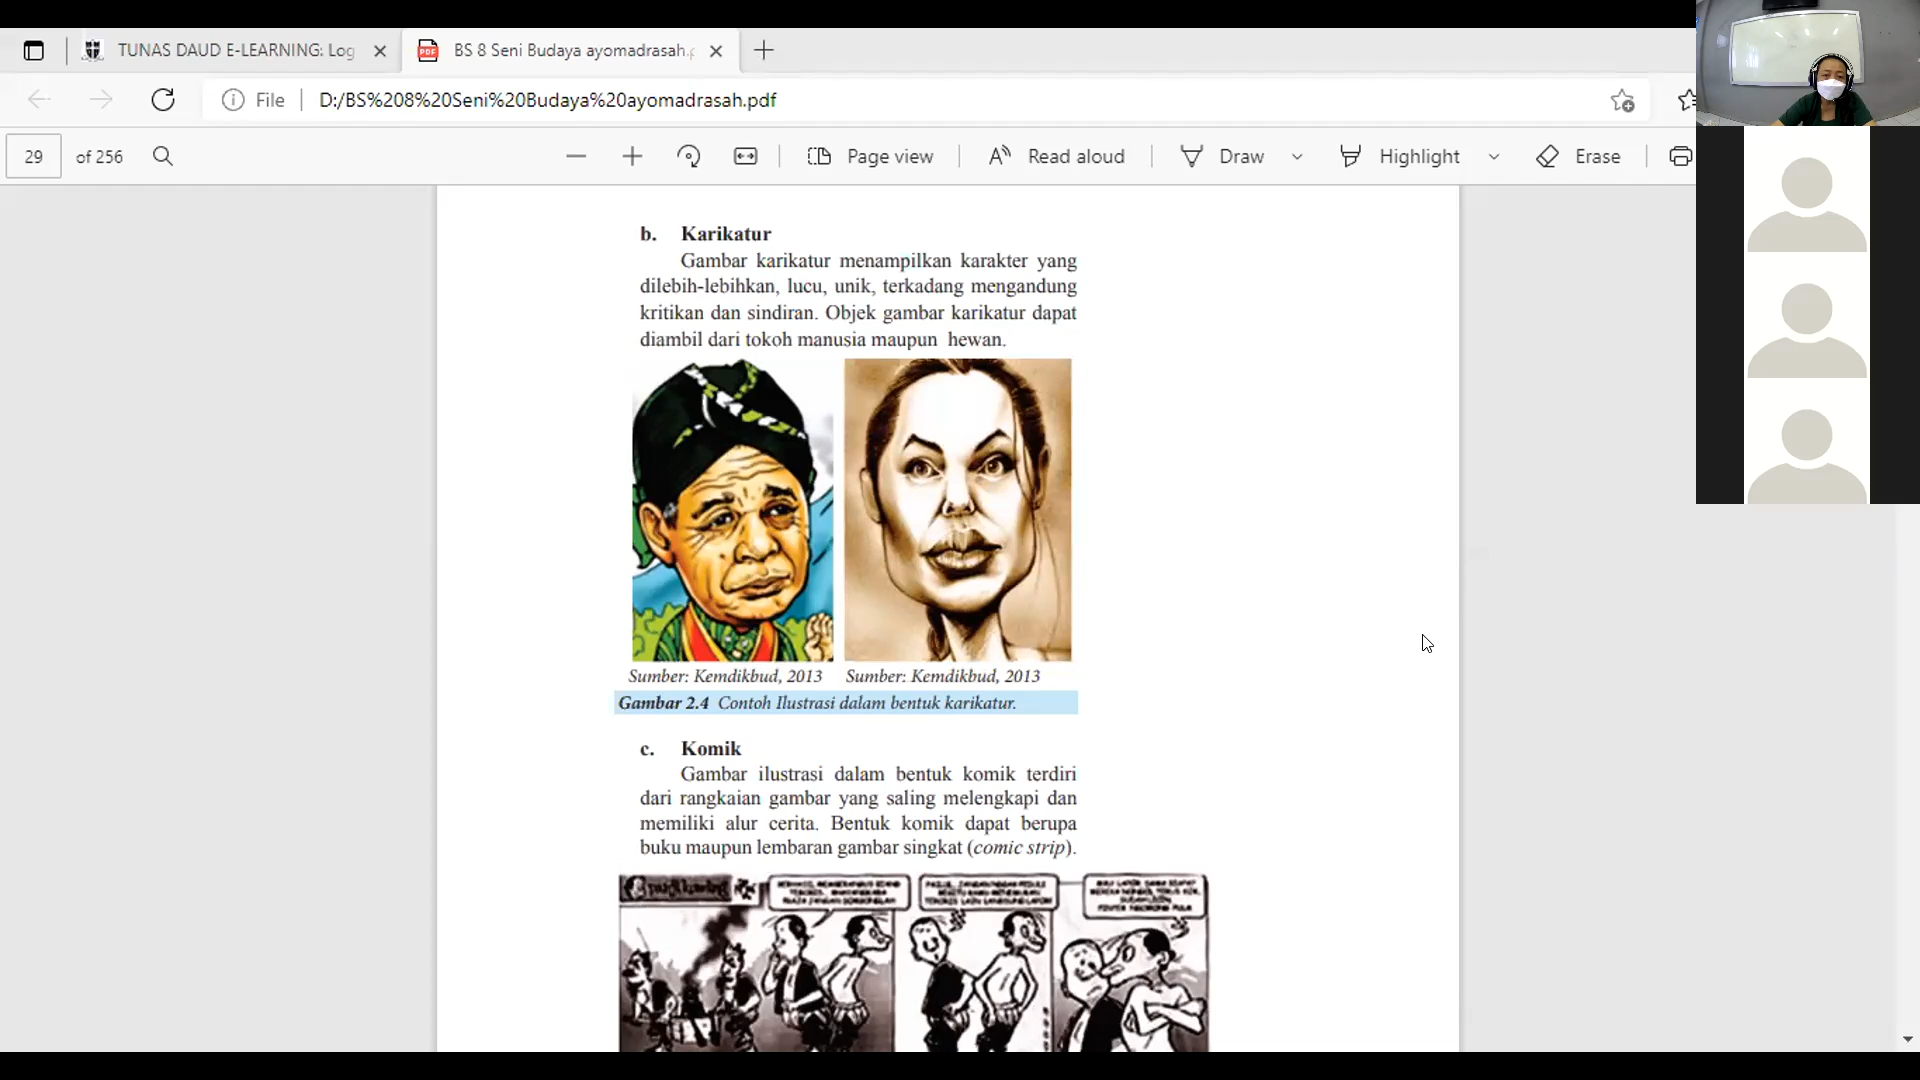 TUNAS DAUD E-LEARNING: Log
BS 8 Seni Budaya ayomadrasah.
File
D:/BS%208%20Seni%20Budaya%20ayomadrasah.pdf
29 of 256
Page view
Read aloud
Draw
Highlight
Erase
b. Karikatur
Gambar karikatur menampilkan karakter yang
dilebih-lebihkan, lucu, unik, terkadang mengandung
kritikan dan sindiran. Objek gambar karikatur dapat
diambil dari tokoh manusia maupun hewan.
Sumber: Kemdikbud, 2013 Sumber: Kemdikbud, 2013
Gambar 2.4 Contoh Ilustrasi dalam bentuk karikatur.
c. Komik
Gambar ilustrasi dalam bentuk komik terdiri
dari rangkaian gambar yang saling melengkapi dan
memiliki alur cerita. Bentuk komik dapat berupa
buku maupun lembaran gambar singkat (comic strip).